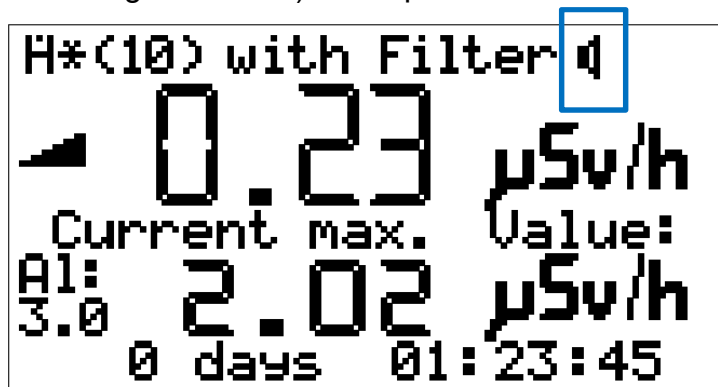 Ḧ*(10) with Filter
0.23 µSv/h
Current max. Value:
Al:
3.0
2.02 µSv/h
0 days 01:23:45